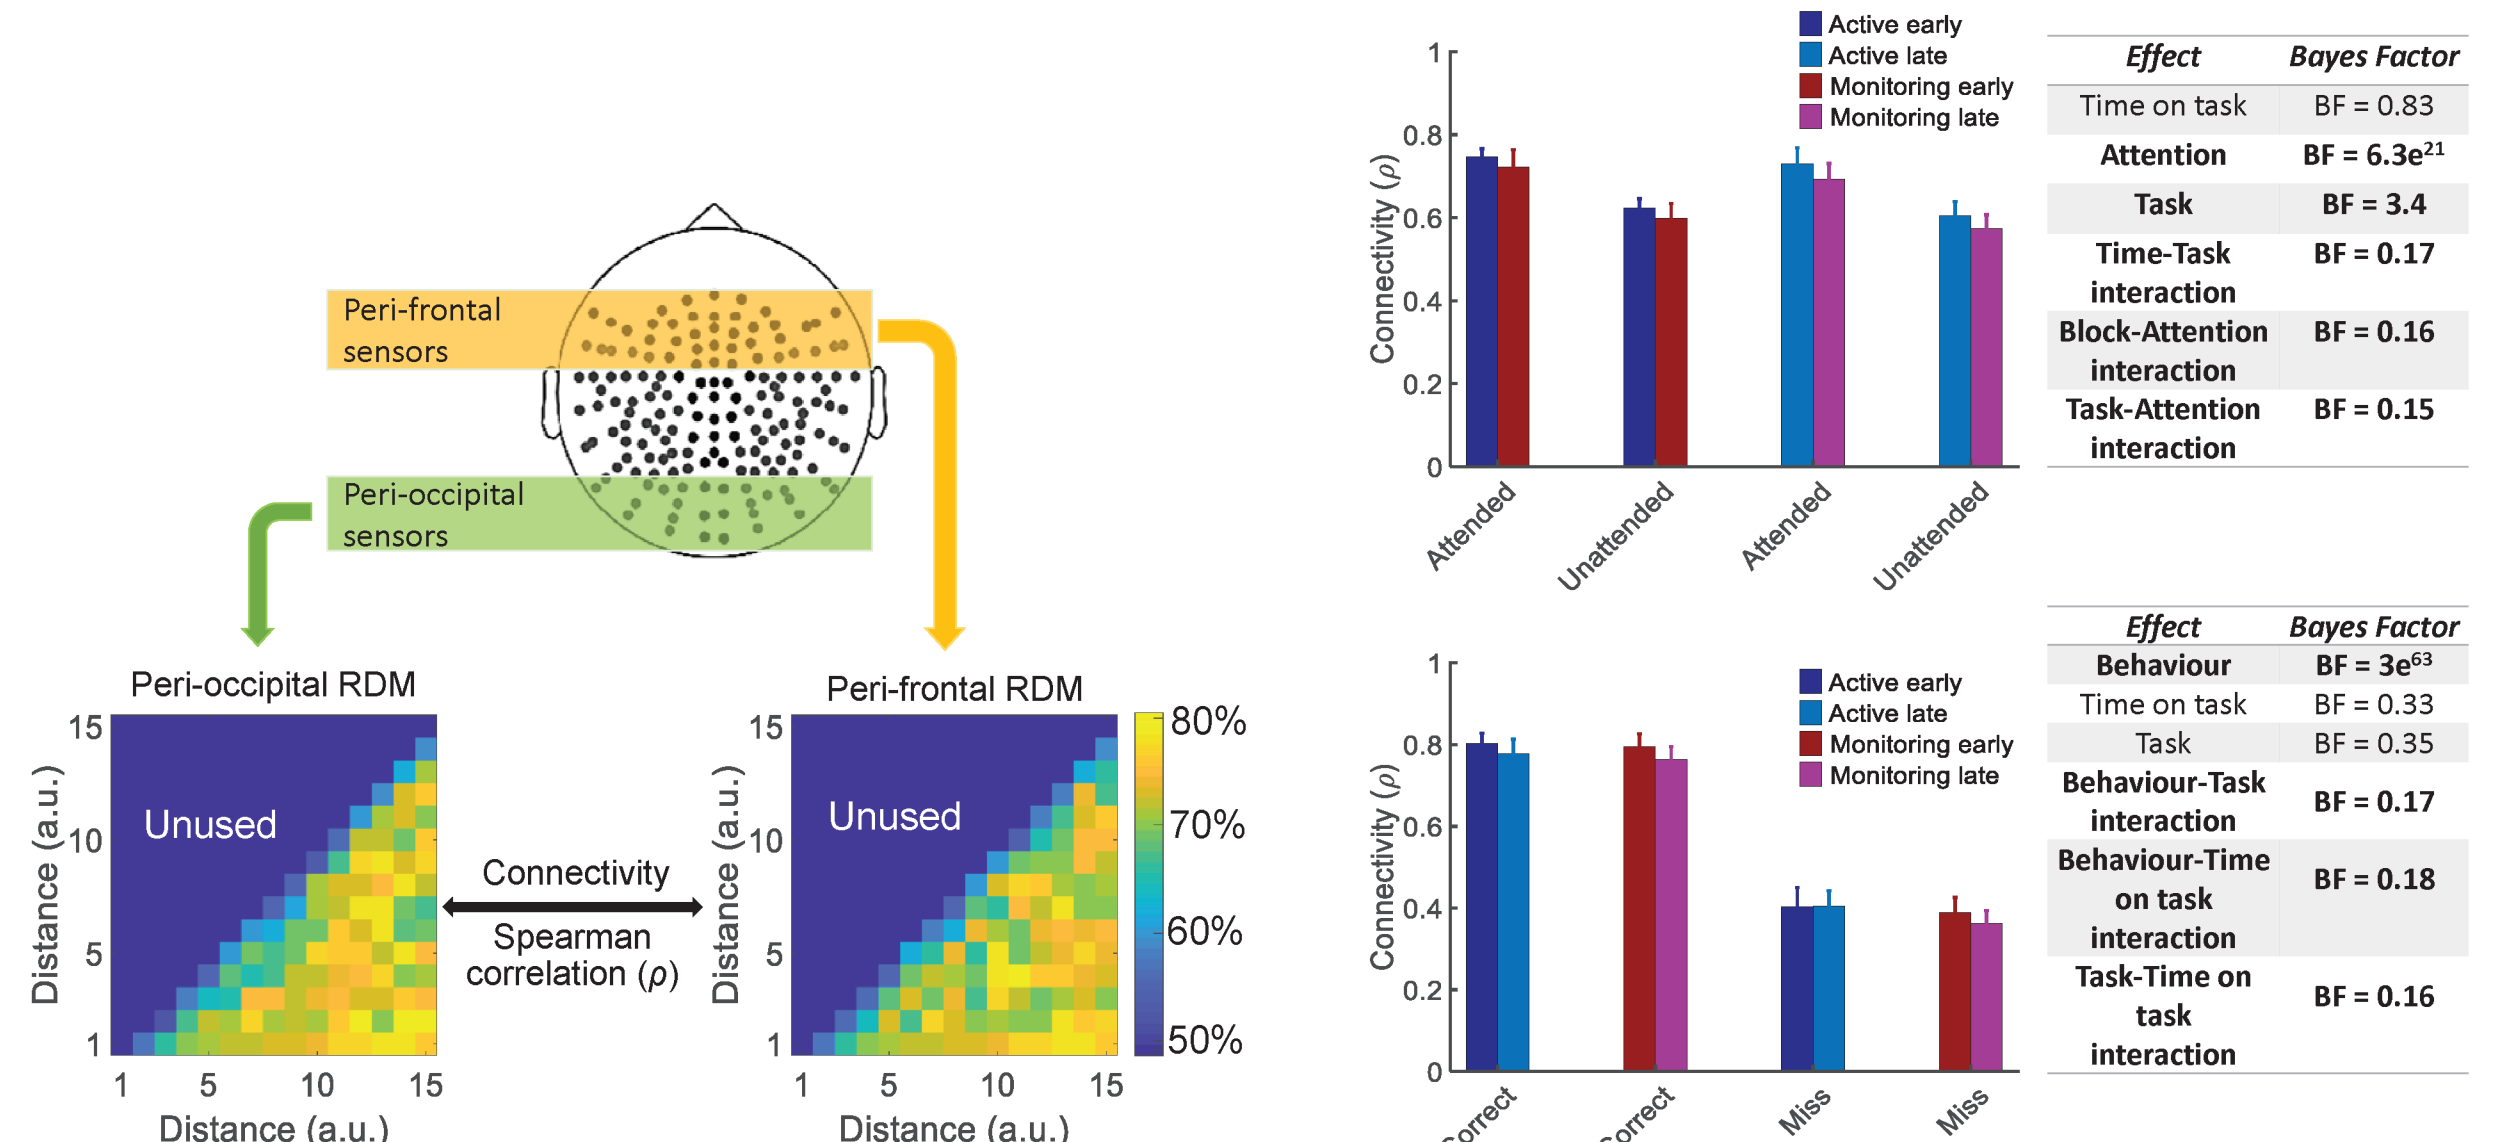 Peri-frontal
sensors
Peri-occipital
sensors
Peri-occipital RDM
15
10
5
1
Distance (a.u.)
Unused
1 5 10 15
Distance (a.u.)
Connectivity
Spearman
correlation (ρ)
Peri-frontal RDM
15
10
5
1
Distance (a.u.)
Unused
1 5 10 15
Distance (a.u.)
80%
70%
60%
50%
Active early
Active late
Monitoring early
Monitoring late
1
0.8
0.6
0.4
0.2
0
Connectivity (ρ)
Attended
Unattended
Attended
Unattended
Effect Bayes Factor
Time on task BF = 0.83
Attention BF = 6.3e²¹
Task BF = 3.4
Time-Task BF = 0.17
interaction
Block-Attention BF = 0.16
interaction
Task-Attention BF = 0.15
interaction
Active early
Active late
Monitoring early
Monitoring late
1
0.8
0.6
0.4
0.2
0
Connectivity (ρ)
Correct
Correct
Miss
Miss
Effect Bayes Factor
Behaviour BF = 3e⁶³
Time on task BF = 0.33
Task BF = 0.35
Behaviour-Task
interaction BF = 0.17
Behaviour-Time
on task BF = 0.18
interaction
Task-Time on
task BF = 0.16
interaction